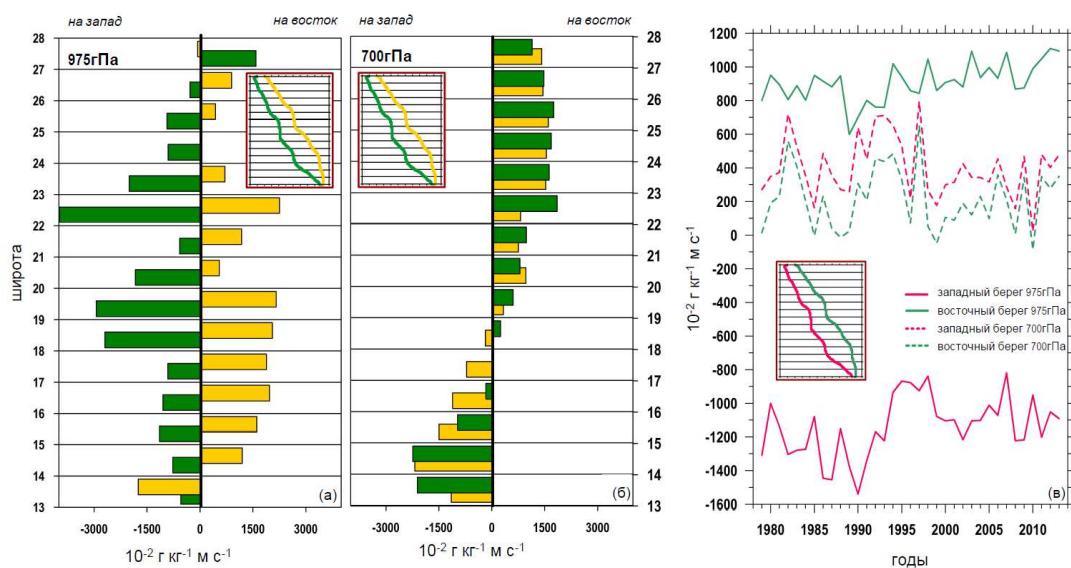 на запад
на восток
на запад
на восток
975гПа
700гПа
28
27
26
25
24
23
22
21
20
19
18
17
16
15
14
13
широта
(а)
-3000 -1500 0 1500 3000
10⁻² г кг⁻¹ м с⁻¹
28
27
26
25
24
23
22
21
20
19
18
17
16
15
14
13
(б)
-3000 -1500 0 1500 3000
10⁻² г кг⁻¹ м с⁻¹
10⁻² г кг⁻¹ м с⁻¹
1200
1000
800
600
400
200
0
-200
-400
-600
-800
-1000
-1200
-1400
-1600
западный берег 975гПа
восточный берег 975гПа
западный берег 700гПа
восточный берег 700гПа
(в)
1980 1985 1990 1995 2000 2005 2010
годы